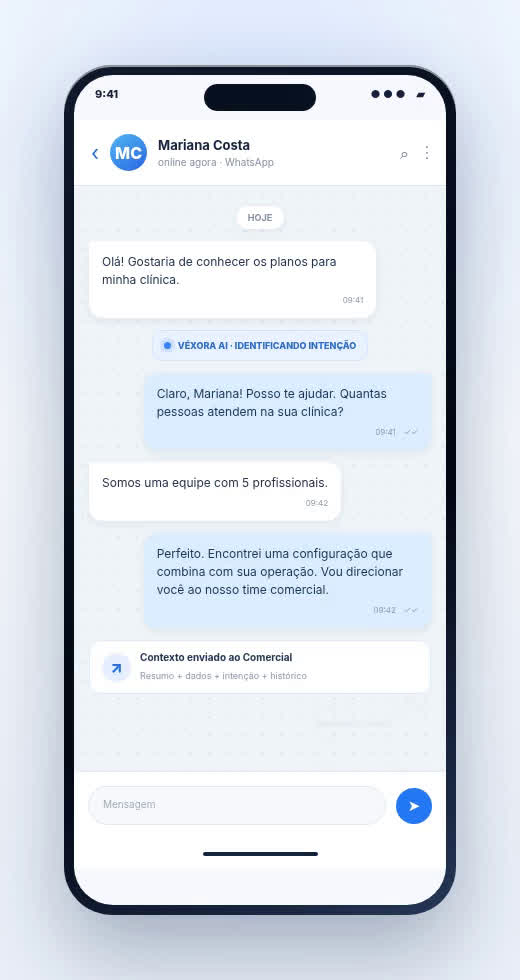 9:41
MC
Mariana Costa
online agora · WhatsApp
HOJE
Olá! Gostaria de conhecer os planos para
minha clínica.
09:41
VÉXORA AI · IDENTIFICANDO INTENÇÃO
Claro, Mariana! Posso te ajudar. Quantas
pessoas atendem na sua clínica?
09:41 ✓✓
Somos uma equipe com 5 profissionais.
09:42
Perfeito. Encontrei uma configuração que
combina com sua operação. Vou direcionar
você ao nosso time comercial.
09:42 ✓✓
Contexto enviado ao Comercial
Resumo + dados + intenção + histórico
Mensagem